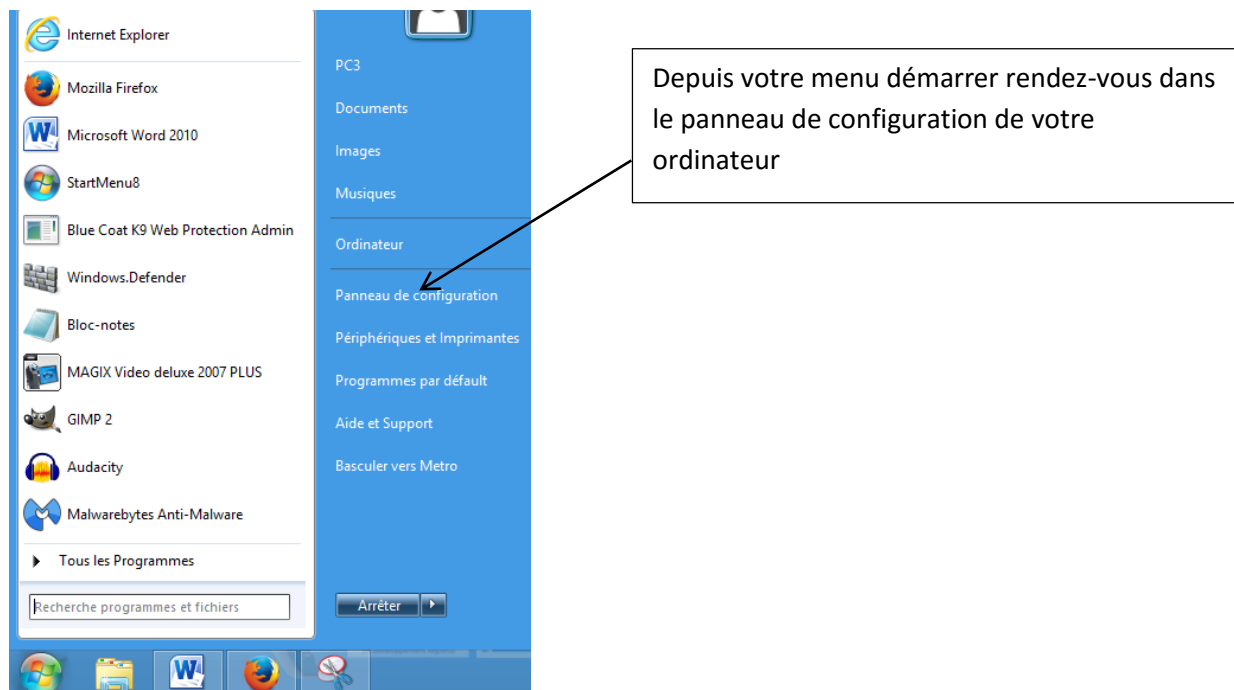 Internet Explorer
Mozilla Firefox
Microsoft Word 2010
StartMenu8
Blue Coat K9 Web Protection Admin
Windows.Defender
Bloc-notes
MAGIX Video deluxe 2007 PLUS
GIMP 2
Audacity
Malwarebytes Anti-Malware
Tous les Programmes
Recherche programmes et fichiers
PC3
Documents
Images
Musiques
Ordinateur
Panneau de configuration
Périphériques et Imprimantes
Programmes par défault
Aide et Support
Basculer vers Metro
Arrêter
Depuis votre menu démarrer rendez-vous dans
le panneau de configuration de votre
ordinateur